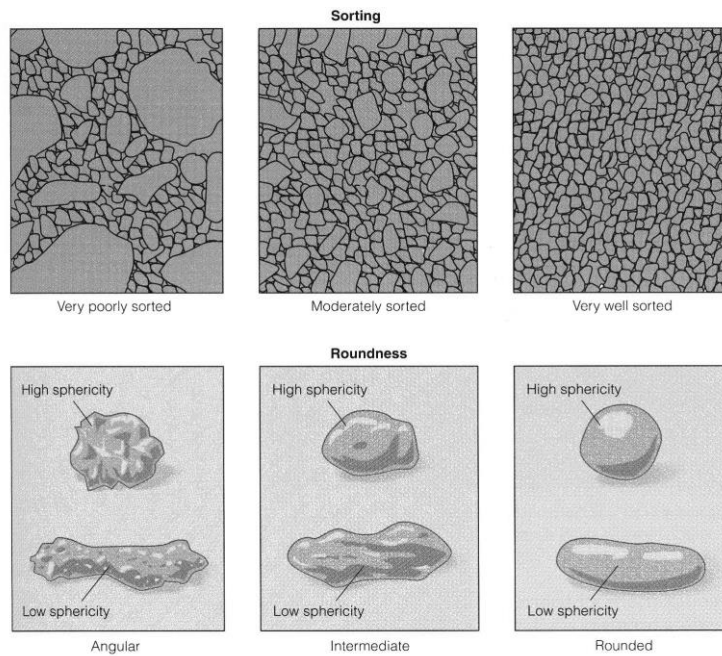 Sorting
Very poorly sorted
Moderately sorted
Very well sorted
Roundness
High sphericity
High sphericity
High sphericity
Low sphericity
Low sphericity
Low sphericity
Angular
Intermediate
Rounded